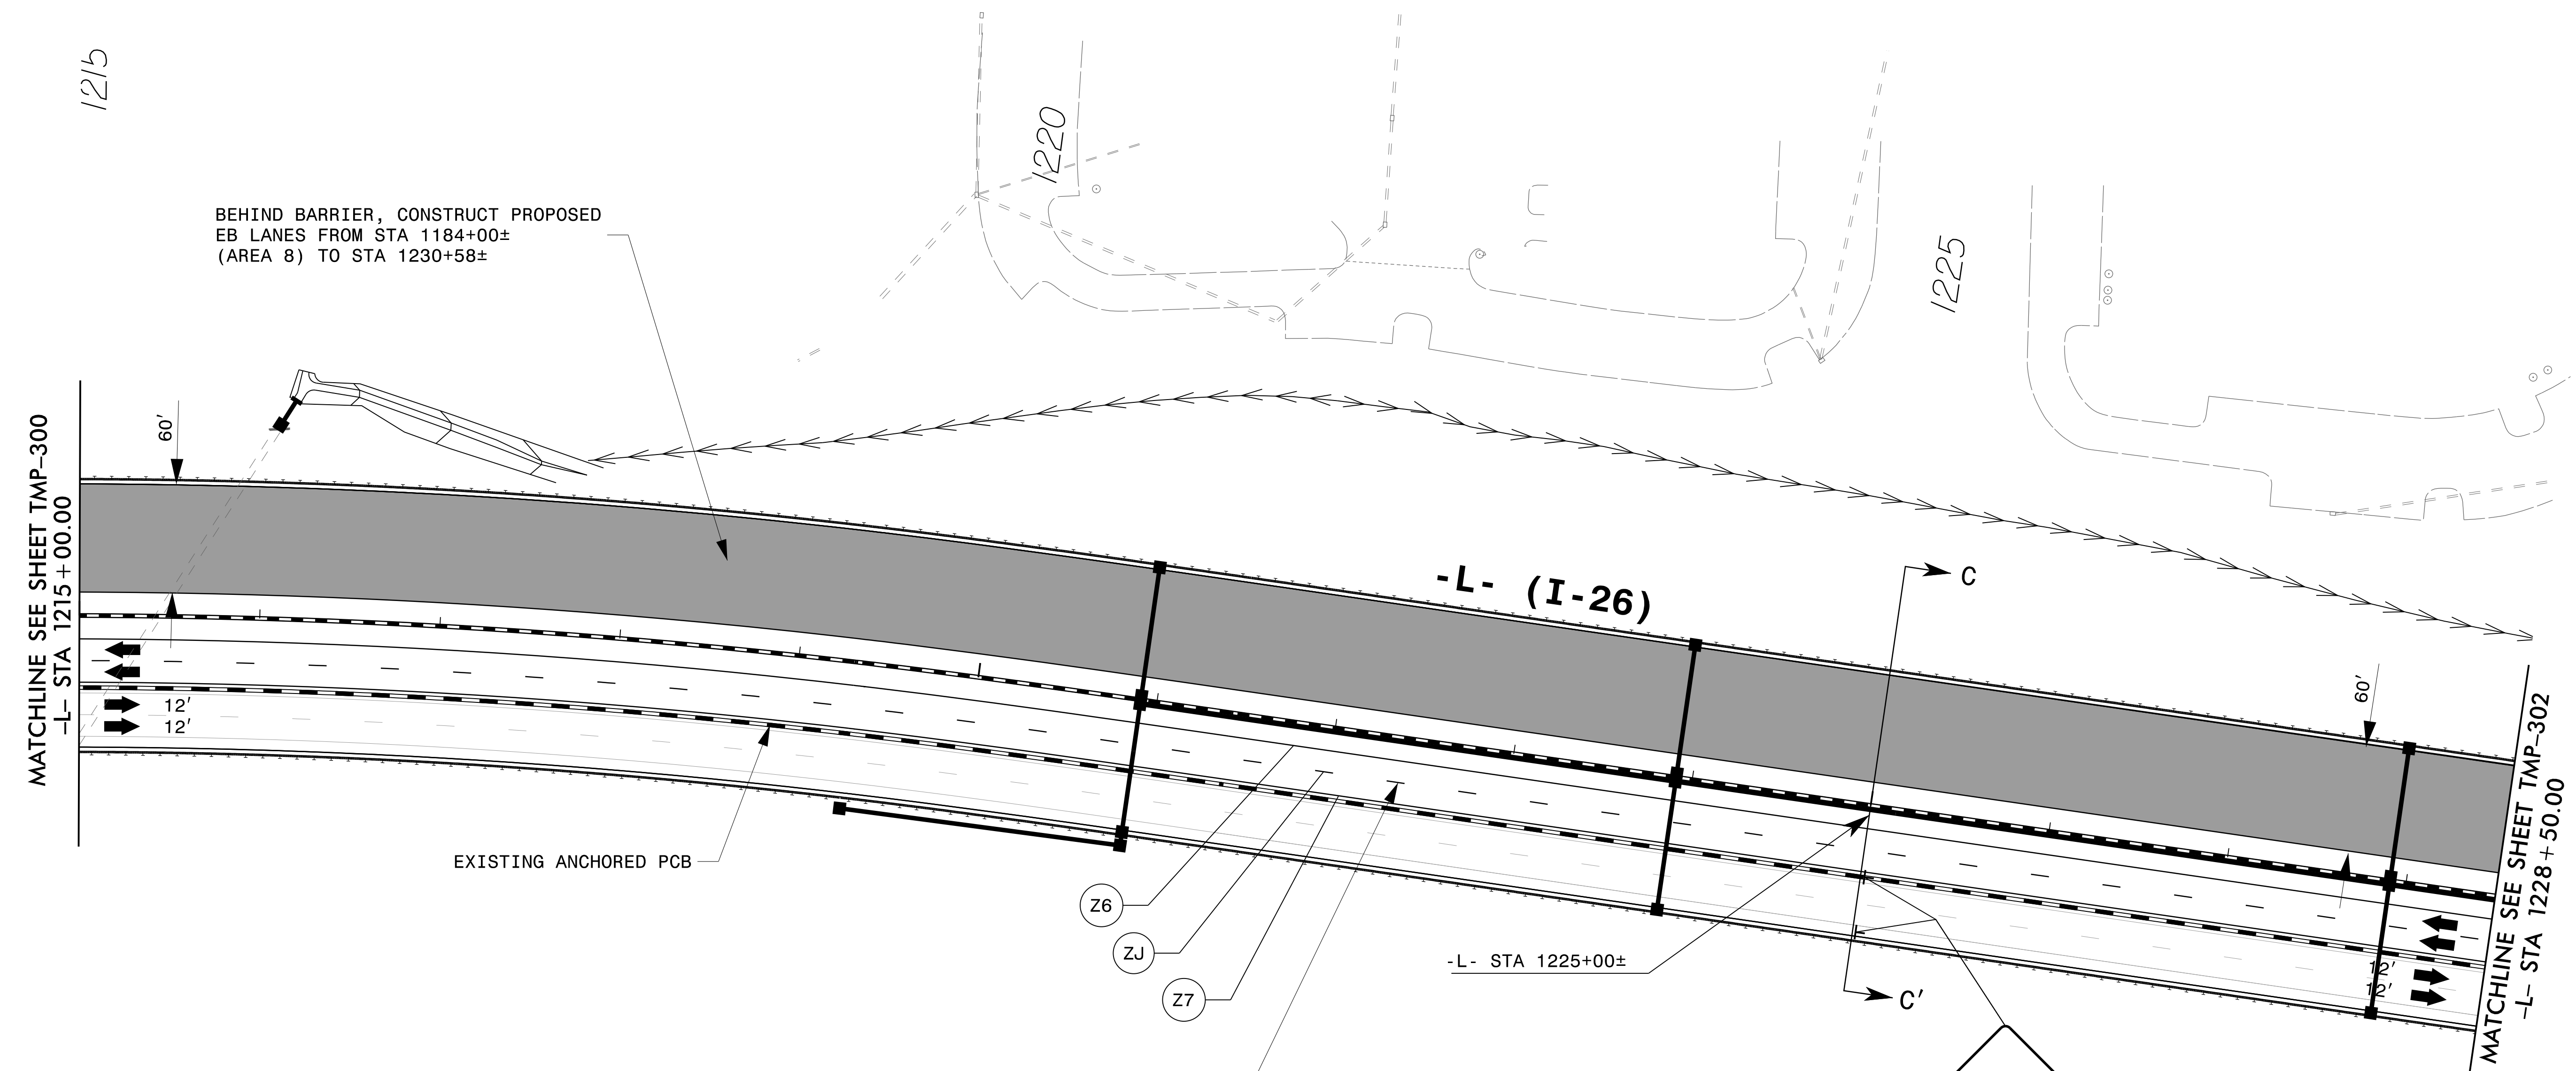 1215
1220
1225
BEHIND BARRIER, CONSTRUCT PROPOSED
EB LANES FROM STA 1184+00±
(AREA 8) TO STA 1230+58±
60'
MATCHLINE SEE SHEET TMP-300
-L- STA 1215+00.00
-L- (I-26)
C
60'
12'
12'
EXISTING ANCHORED PCB
Z6
ZJ
Z7
-L- STA 1225+00±
C'
12'
12'
MATCHLINE SEE SHEET TMP-302
-L- STA 1228+50.00